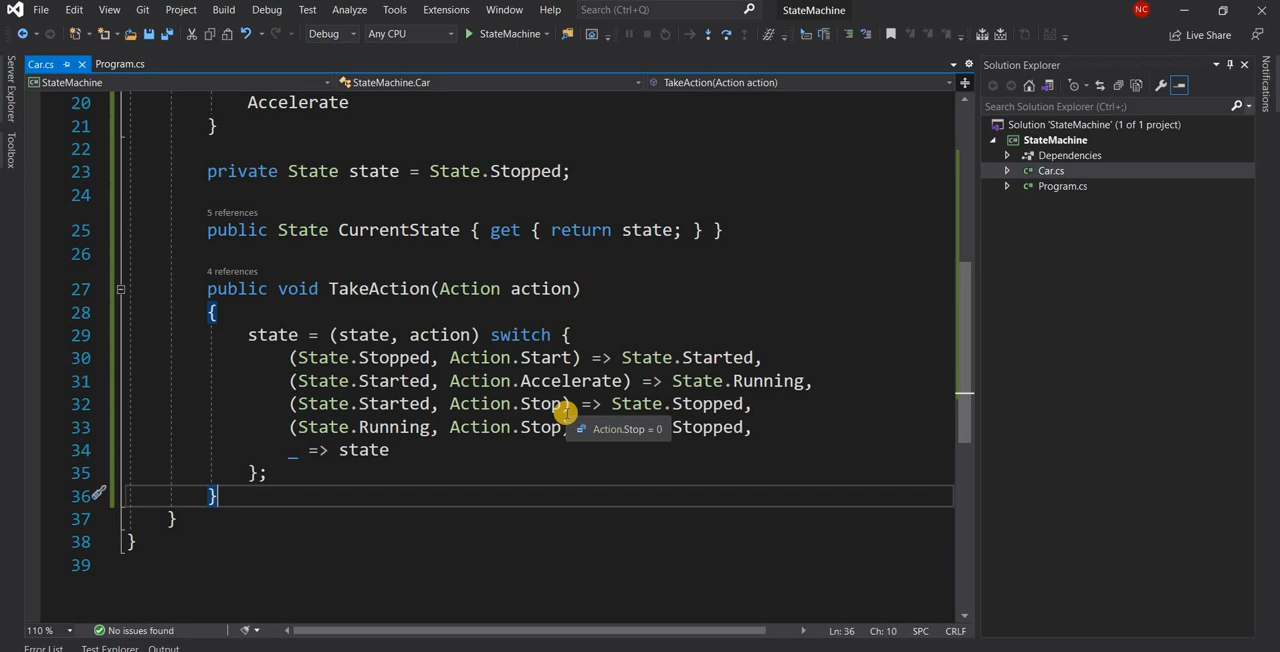 File Edit View Git Project Build Debug Test Analyze Tools Extensions Window Help Search (Ctrl+Q) StateMachine NC
Debug Any CPU StateMachine Live Share
Car.cs Program.cs
StateMachine StateMachine.Car TakeAction(Action action)
Server Explorer
Toolbox
20 Accelerate
21 }
22
23 private State state = State.Stopped;
24
5 references
25 public State CurrentState { get { return state; } }
26
4 references
27 public void TakeAction(Action action)
28 {
29 state = (state, action) switch {
30 (State.Stopped, Action.Start) => State.Started,
31 (State.Started, Action.Accelerate) => State.Running,
32 (State.Started, Action.Stop) => State.Stopped,
33 (State.Running, Action.Stop Stopped,
Action.Stop = 0
34 _ => state
35 };
36 }
37 }
38 }
39
110 % No issues found Ln: 36 Ch: 10 SPC CRLF
Error List Test Explorer Output
Solution Explorer
Search Solution Explorer (Ctrl+;)
Solution 'StateMachine' (1 of 1 project)
StateMachine
Dependencies
C# Car.cs
C# Program.cs
Notifications